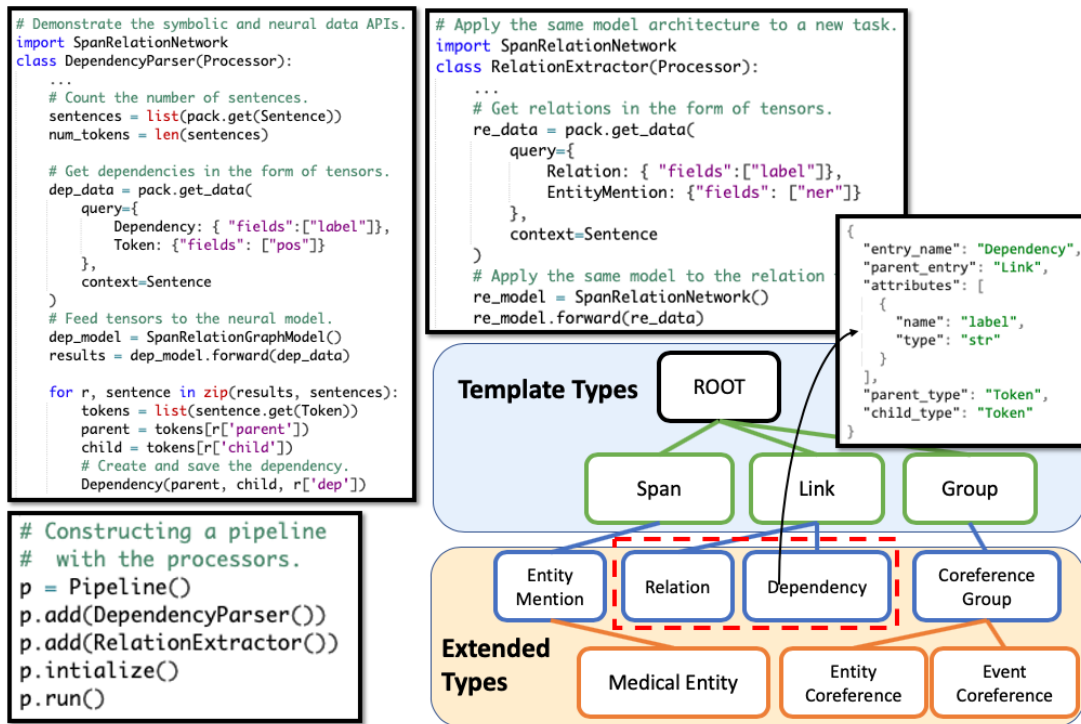 # Demonstrate the symbolic and neural data APIs.
import SpanRelationNetwork
class DependencyParser(Processor):
    ...
    # Count the number of sentences.
    sentences = list(pack.get(Sentence))
    num_tokens = len(sentences)

    # Get dependencies in the form of tensors.
    dep_data = pack.get_data(
        query={
            Dependency: { "fields":["label"]},
            Token: {"fields": ["pos"]}
        },
        context=Sentence
    )
    # Feed tensors to the neural model.
    dep_model = SpanRelationGraphModel()
    results = dep_model.forward(dep_data)

    for r, sentence in zip(results, sentences):
        tokens = list(sentence.get(Token))
        parent = tokens[r['parent'])
        child = tokens[r['child'])
        # Create and save the dependency.
        Dependency(parent, child, r['dep'])
# Constructing a pipeline
#  with the processors.
p = Pipeline()
p.add(DependencyParser())
p.add(RelationExtractor())
p.intialize()
p.run()
# Apply the same model architecture to a new task.
import SpanRelationNetwork
class RelationExtractor(Processor):
    ...
    # Get relations in the form of tensors.
    re_data = pack.get_data(
        query={
            Relation: { "fields":["label"]},
            EntityMention: {"fields": ["ner"]}
        },
        context=Sentence
    )
    # Apply the same model to the relation
    re_model = SpanRelationNetwork()
    re_model.forward(re_data)
{
  "entry_name": "Dependency",
  "parent_entry": "Link",
  "attributes": [
    {
      "name": "label",
      "type": "str"
    }
  ],
  "parent_type": "Token",
  "child_type": "Token"
}
Template Types
ROOT
Span
Link
Group
Entity
Mention
Relation
Dependency
Coreference
Group
Extended
Types
Medical Entity
Entity
Coreference
Event
Coreference